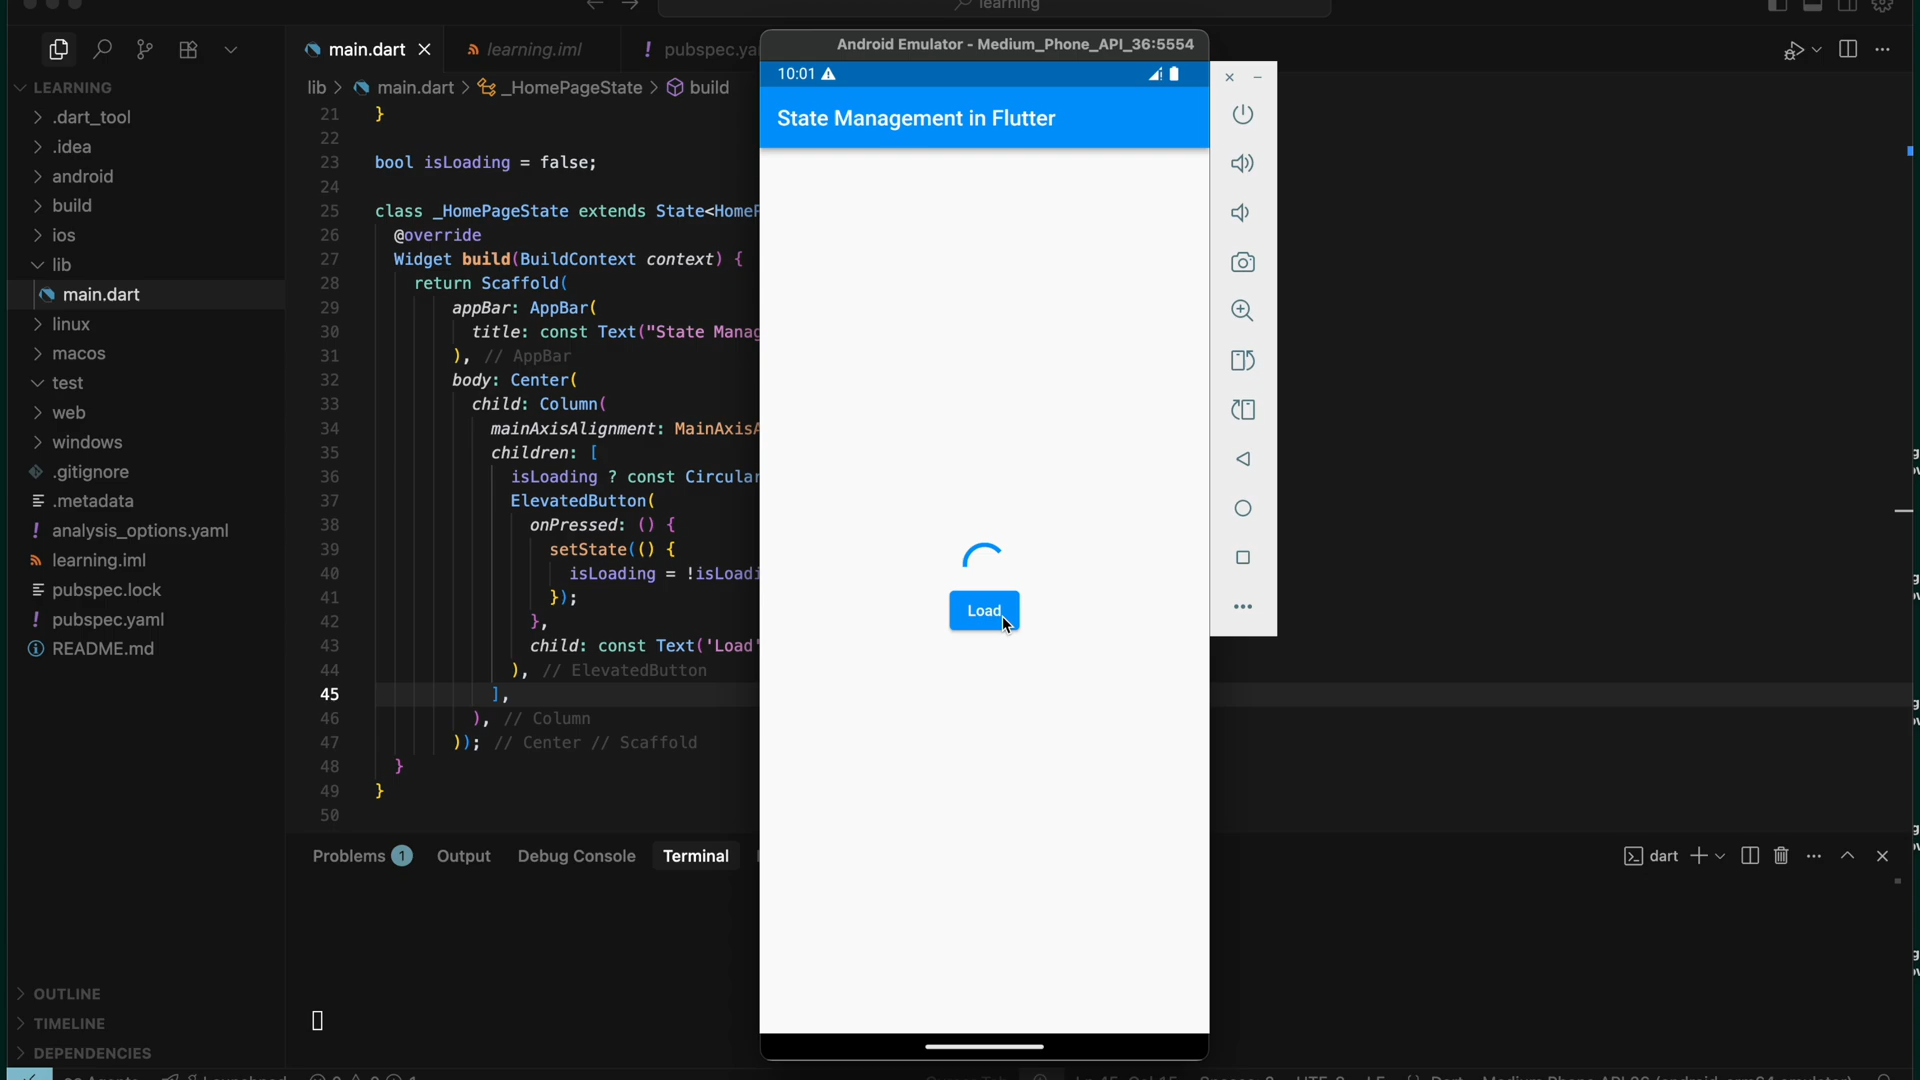 learning
main.dart
learning.iml
pubspec.ya
Android Emulator - Medium_Phone_API_36:5554
LEARNING
lib > main.dart > _HomePageState > build
10:01
State Management in Flutter
.dart_tool
.idea
android
build
ios
lib
main.dart
linux
macos
test
web
windows
.gitignore
.metadata
analysis_options.yaml
learning.iml
pubspec.lock
pubspec.yaml
README.md
OUTLINE
TIMELINE
DEPENDENCIES
21 }
22
23 bool isLoading = false;
24
25 class _HomePageState extends State<HomeP
26 @override
27 Widget build(BuildContext context) {
28 return Scaffold(
29 appBar: AppBar(
30 title: const Text("State Manag
31 ), // AppBar
32 body: Center(
33 child: Column(
34 mainAxisAlignment: MainAxisA
35 children: [
36 isLoading ? const Circular
37 ElevatedButton(
38 onPressed: () {
39 setState(() {
40 isLoading = !isLoadi
41 });
42 },
43 child: const Text('Load'
44 ), // ElevatedButton
45 ],
46 ), // Column
47 )); // Center // Scaffold
48 }
49 }
50
Load
Problems 1
Output
Debug Console
Terminal
dart